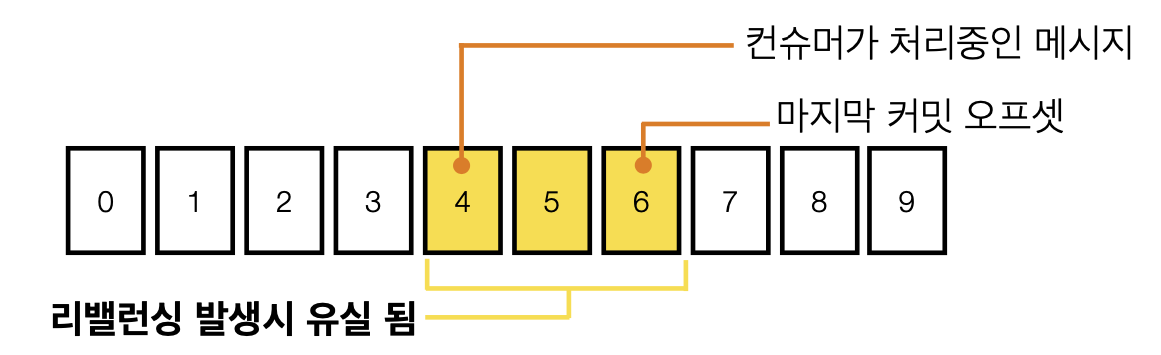 컨슈머가 처리중인 메시지
마지막 커밋 오프셋
0 1 2 3 4 5 6 7 8 9
리밸런싱 발생시 유실 됨